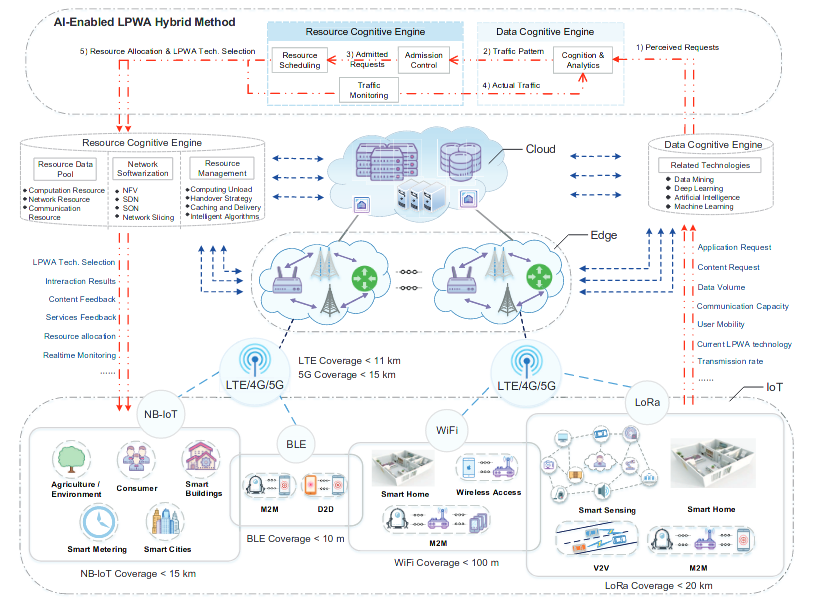 AI-Enabled LPWA Hybrid Method
Resource Cognitive Engine
Data Cognitive Engine
5) Resource Allocation & LPWA Tech. Selection
Resource
Scheduling
3) Admitted
Requests
Admission
Control
2) Traffic Pattern
Cognition &
Analytics
1) Perceived Requests
Traffic
Monitoring
4) Actual Traffic
Resource Cognitive Engine
Resource Data
Pool
Network
Softwarization
Resource
Management
Computation Resource
Network Resource
Communication
Resource
NFV
SDN
SON
Network Slicing
Computing Unload
Handover Strategy
Caching and Delivery
Intelligent Algorithms
Cloud
Data Cognitive Engine
Related Technologies
Data Mining
Deep Learning
Artificial Intelligence
Machine Learning
Edge
LPWA Tech. Selection
Intreraction Results
Content Feedback
Services Feedback
Resource allocation
Realtime Monitoring
......
Application Request
Content Request
Data Volume
Communication Capacity
User Mobility
Current LPWA technology
Transmission rate
......
LTE/4G/5G
LTE Coverage < 11 km
5G Coverage < 15 km
LTE/4G/5G
IoT
NB-IoT
BLE
WiFi
LoRa
Agriculture /
Environment
Consumer
Smart
Buildings
Smart Metering
Smart Cities
NB-IoT Coverage < 15 km
M2M
D2D
BLE Coverage < 10 m
Smart Home
Wireless Access
M2M
WiFi Coverage < 100 m
Smart Sensing
Smart Home
V2V
M2M
LoRa Coverage < 20 km